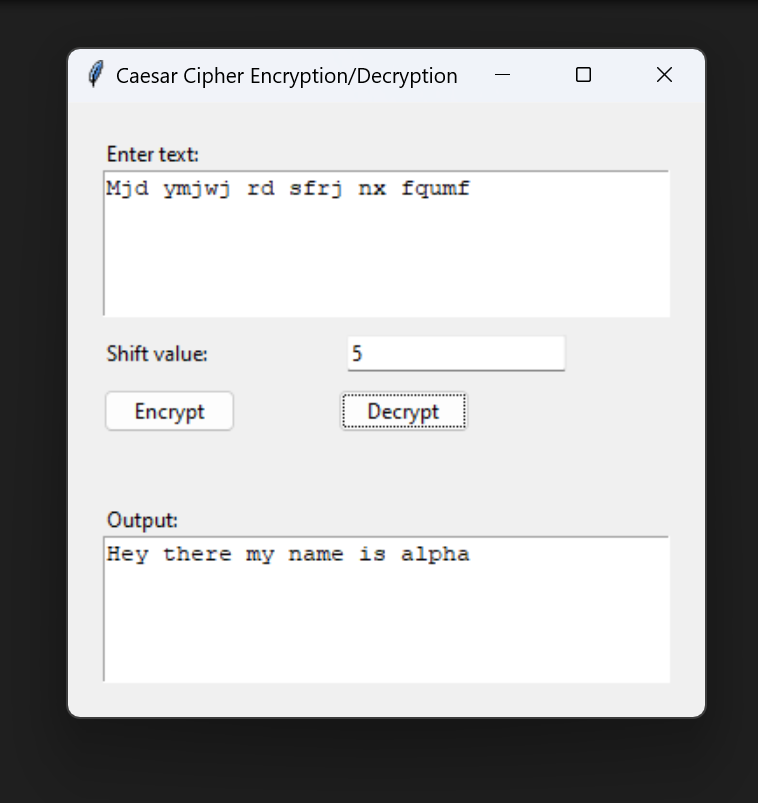 Caesar Cipher Encryption/Decryption
Enter text:
Mjd ymjwj rd sfrj nx fqumf
Shift value: 5
Encrypt Decrypt
Output:
Hey there my name is alpha